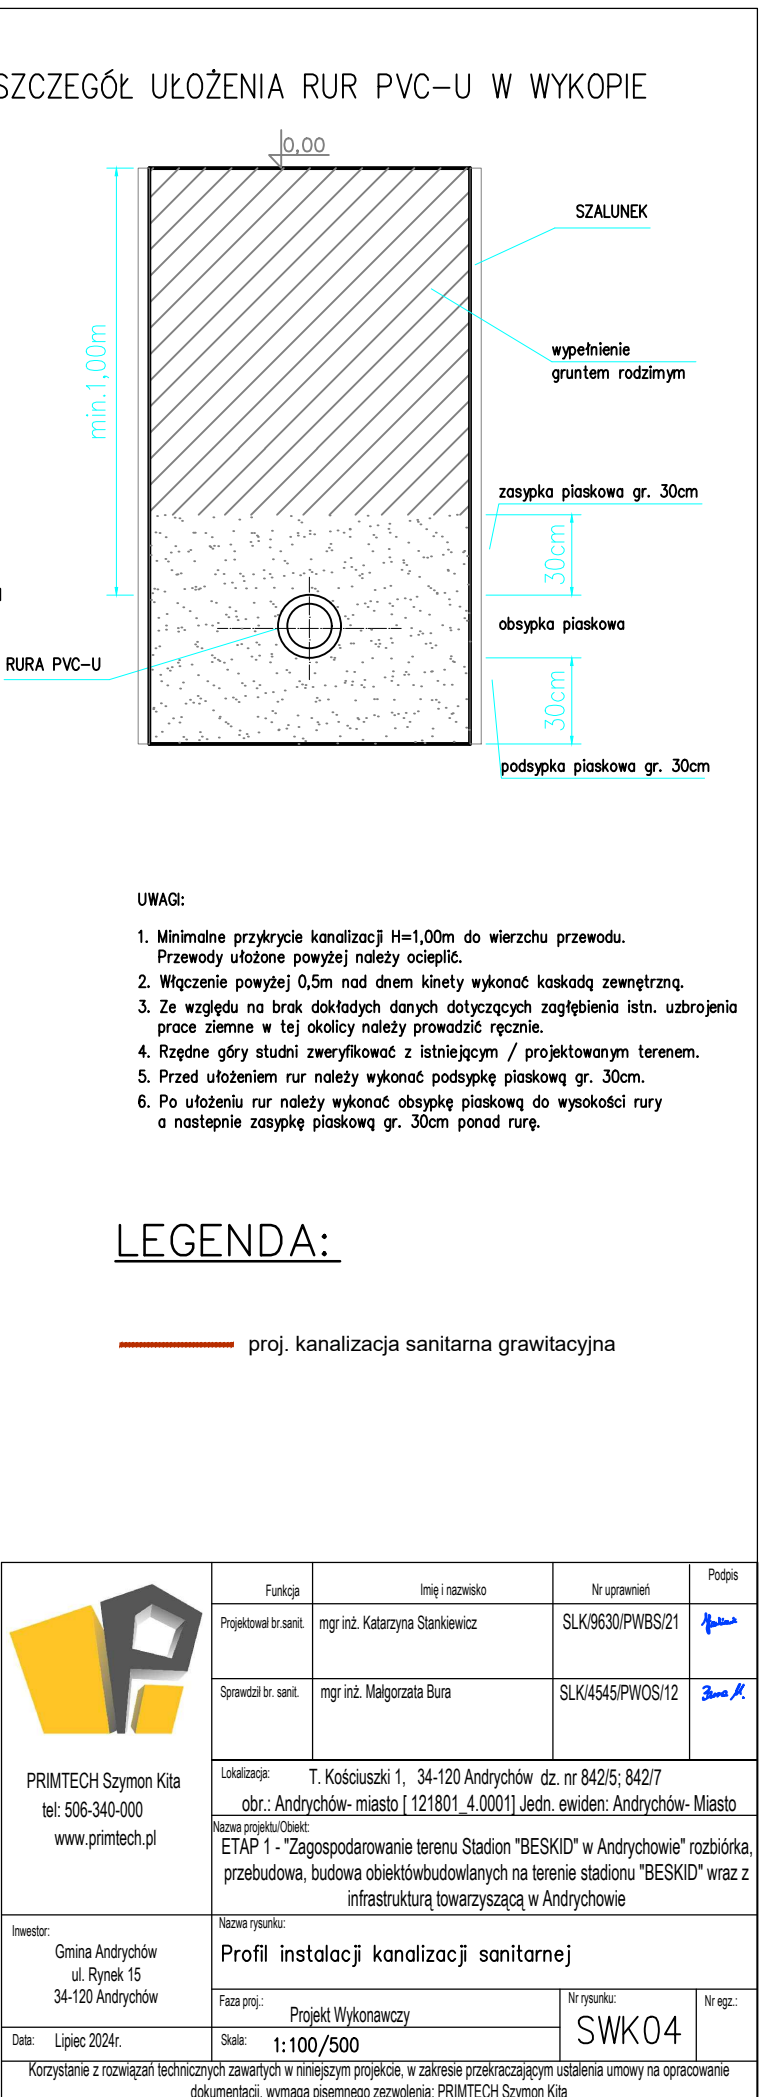 SZCZEGÓŁ UŁOŻENIA RUR PVC-U W WYKOPIE
0,00
SZALUNEK
min.1,00m
wypełnienie
gruntem rodzimym
zasypka piaskowa gr. 30cm
30cm
obsypka piaskowa
RURA PVC-U
30cm
podsypka piaskowa gr. 30cm
UWAGI:
1. Minimalne przykrycie kanalizacji H=1,00m do wierzchu przewodu.
Przewody ułożone powyżej należy ocieplić.
2. Włączenie powyżej 0,5m nad dnem kinety wykonać kaskadą zewnętrzną.
3. Ze względu na brak dokładych danych dotyczących zagłębienia istn. uzbrojenia
prace ziemne w tej okolicy należy prowadzić ręcznie.
4. Rzędne góry studni zweryfikować z istniejącym / projektowanym terenem.
5. Przed ułożeniem rur należy wykonać podsypkę piaskową gr. 30cm.
6. Po ułożeniu rur należy wykonać obsypkę piaskową do wysokości rury
a nastepnie zasypkę piaskową gr. 30cm ponad rurę.
LEGENDA:
proj. kanalizacja sanitarna grawitacyjna
Funkcja Imię i nazwisko Nr uprawnień Podpis
Projektował br.sanit. mgr inż. Katarzyna Stankiewicz SLK/9630/PWBS/21
Sprawdził br. sanit. mgr inż. Małgorzata Bura SLK/4545/PWOS/12
PRIMTECH Szymon Kita
tel: 506-340-000
www.primtech.pl
Lokalizacja: T. Kościuszki 1, 34-120 Andrychów dz. nr 842/5; 842/7
obr.: Andrychów- miasto [ 121801_4.0001] Jedn. ewiden: Andrychów- Miasto
Nazwa projektu/Obiekt:
ETAP 1 - "Zagospodarowanie terenu Stadion "BESKID" w Andrychowie" rozbiórka,
przebudowa, budowa obiektówbudowlanych na terenie stadionu "BESKID" wraz z
infrastrukturą towarzyszącą w Andrychowie
Inwestor:
Gmina Andrychów
ul. Rynek 15
34-120 Andrychów
Nazwa rysunku:
Profil instalacji kanalizacji sanitarnej
Faza proj.: Projekt Wykonawczy
Nr rysunku:
SWK04
Nr egz.:
Data: Lipiec 2024r.
Skala: 1:100/500
Korzystanie z rozwiązań technicznych zawartych w niniejszym projekcie, w zakresie przekraczającym ustalenia umowy na opracowanie
dokumentacji, wymaga pisemnego zezwolenia: PRIMTECH Szymon Kita